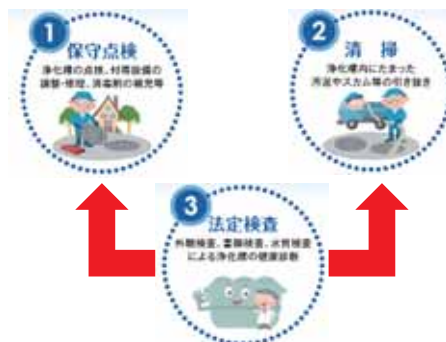 1
保守点検
浄化槽の点検、付帯設備の
調整・修理、消毒剤の補充等
2
清掃
浄化槽内にたまった
汚泥やスカム等の引き抜き
3
法定検査
外観検査、書類検査、水質検査
による浄化槽の健康診断